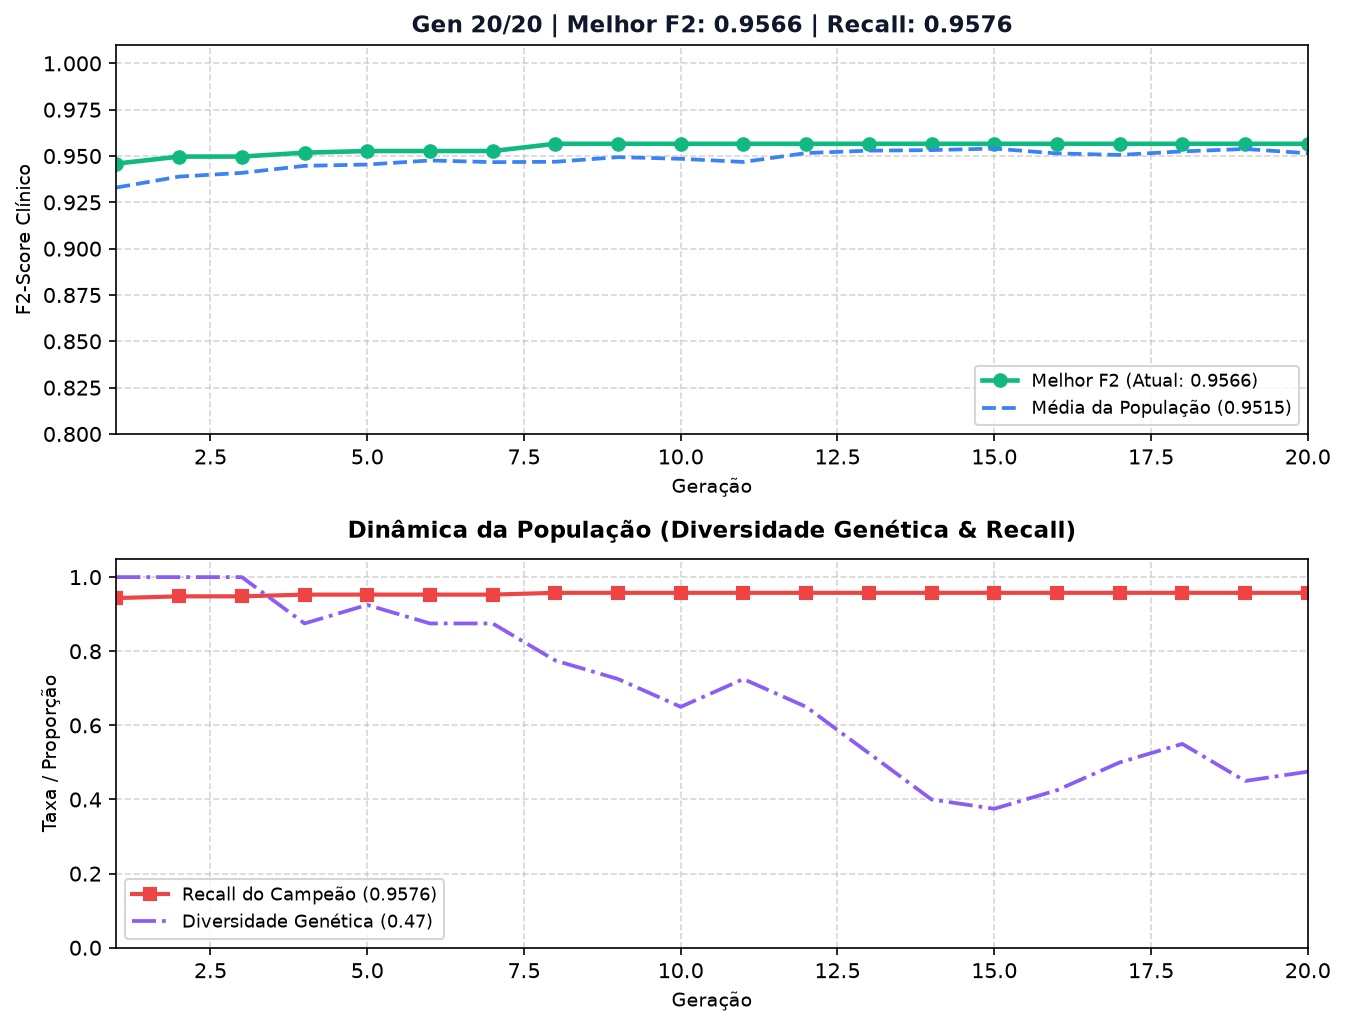 Gen 20/20 | Melhor F2: 0.9566 | Recall: 0.9576
F2-Score Clínico
1.000
0.975
0.950
0.925
0.900
0.875
0.850
0.825
0.800
Melhor F2 (Atual: 0.9566)
Média da População (0.9515)
2.5 5.0 7.5 10.0 12.5 15.0 17.5 20.0
Geração
Dinâmica da População (Diversidade Genética & Recall)
Taxa / Proporção
1.0
0.8
0.6
0.4
0.2
0.0
Recall do Campeão (0.9576)
Diversidade Genética (0.47)
2.5 5.0 7.5 10.0 12.5 15.0 17.5 20.0
Geração